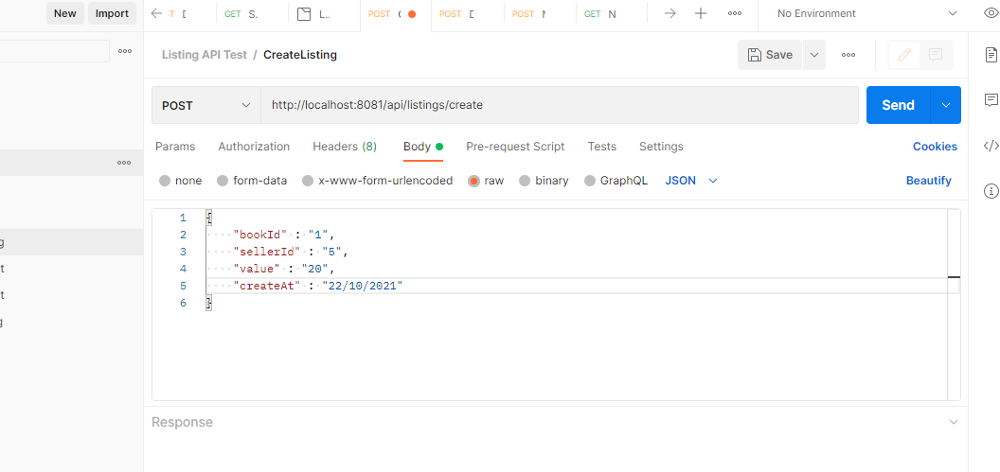 New Import
GET S.
L..
POST
POST
POST
GET N
No Environment
Listing API Test / CreateListing
Save
POST http://localhost:8081/api/listings/create
Send
Params Authorization Headers (8) Body Pre-request Script Tests Settings Cookies
none form-data x-www-form-urlencoded raw binary GraphQL JSON Beautify
1 {
2 "bookId" : "1",
3 "sellerId" : "5",
4 "value" : "20",
5 "createAt" : "22/10/2021"
6 }
Response